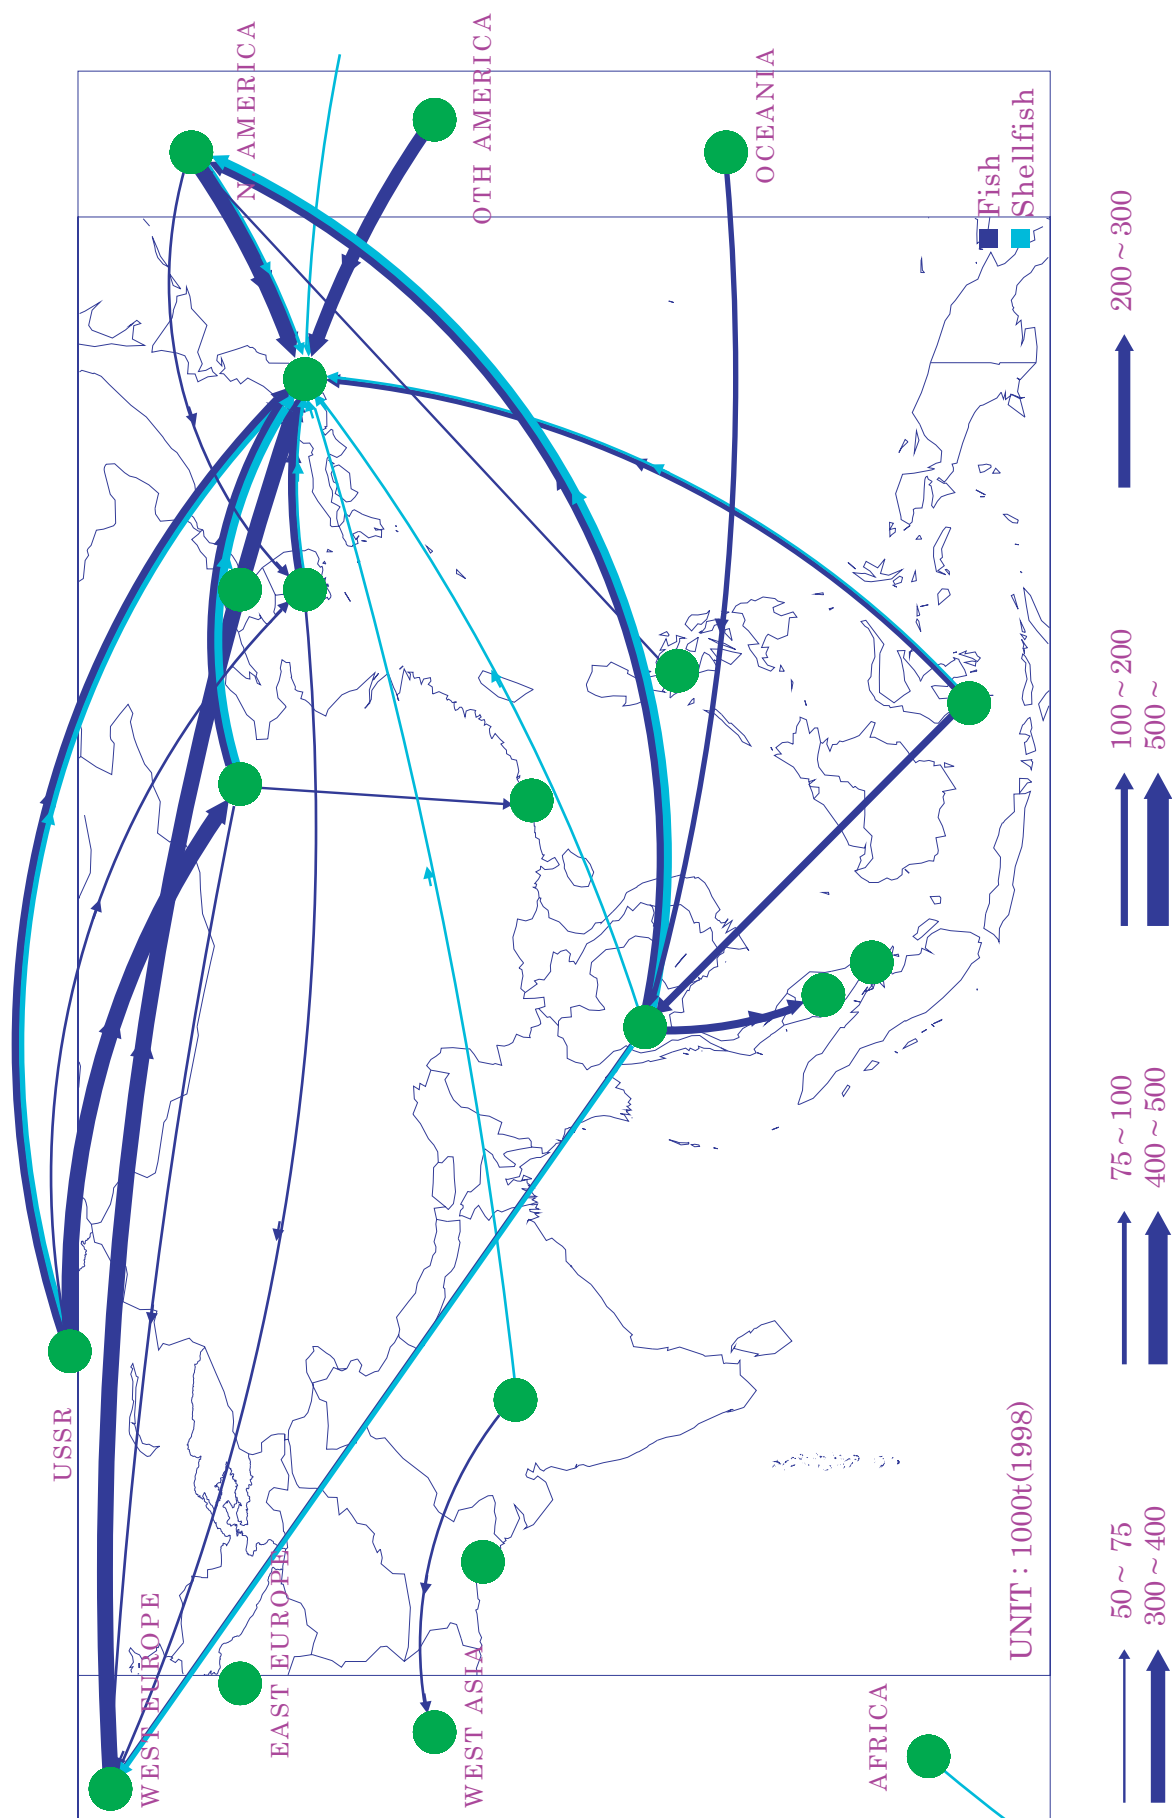 USSR
WEST EUROPE
EAST EUROPE
WEST ASIA
AFRICA
N. AMERICA
OTH AMERICA
OCEANIA
Fish
Shellfish
UNIT : 1000t(1998)
50 ~ 75
75 ~ 100
100 ~ 200
200 ~ 300
300 ~ 400
400 ~ 500
500 ~